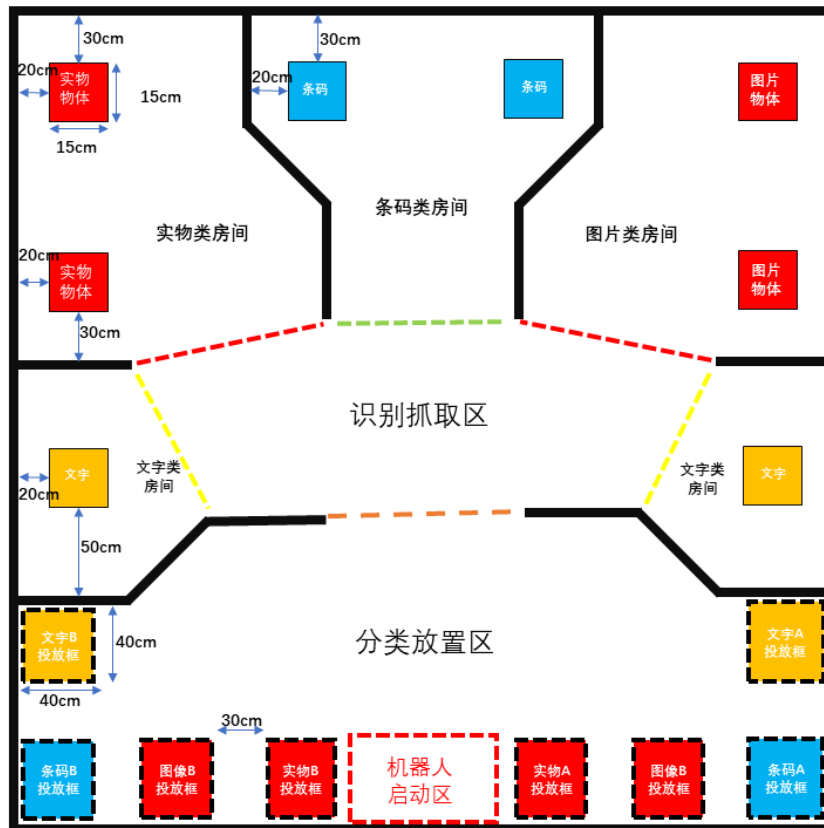 30cm
30cm
20cm
实物
物体
15cm
15cm
20cm
条码
条码
图片
物体
实物类房间
条码类房间
图片类房间
20cm
实物
物体
30cm
图片
物体
识别抓取区
文字类
房间
文字类
房间
20cm
文字
50cm
文字
分类放置区
文字B
投放框
40cm
40cm
文字A
投放框
30cm
条码B
投放框
图像B
投放框
实物B
投放框
机器人
启动区
实物A
投放框
图像B
投放框
条码A
投放框